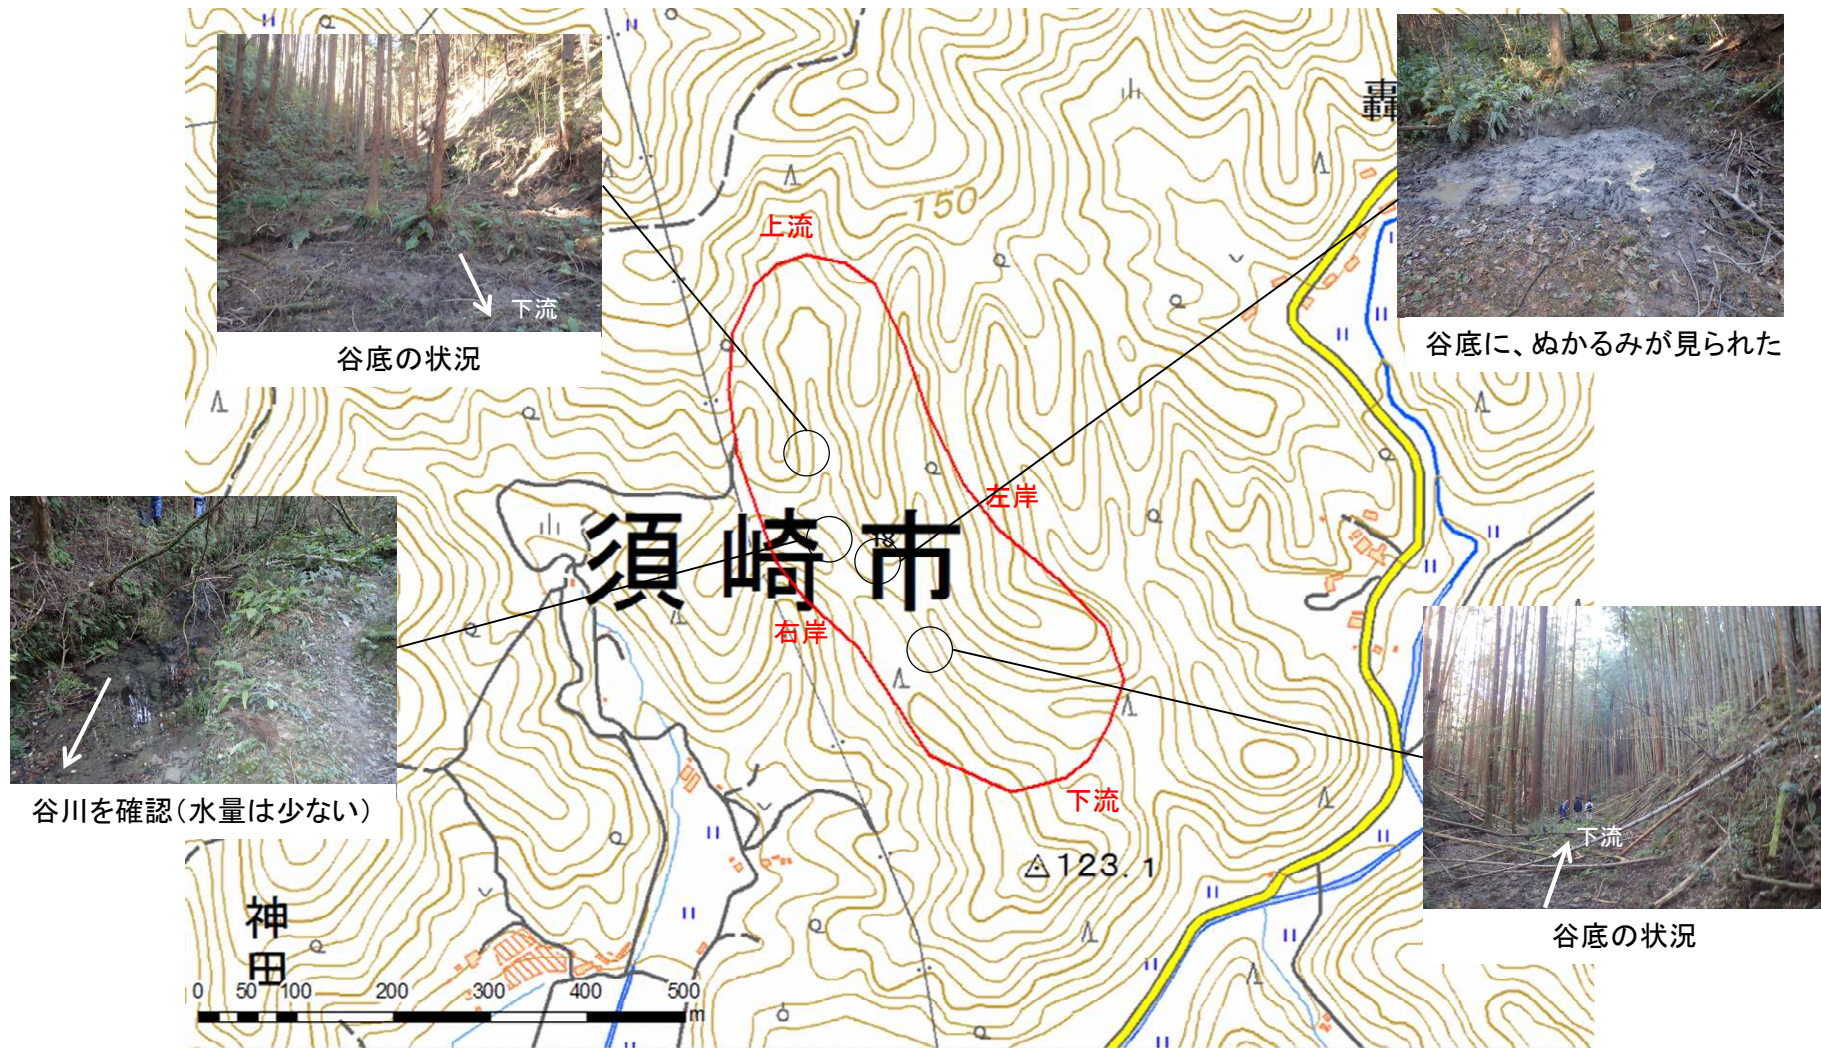 轟
150
上流
下流
谷底の状況
谷底に、ぬかるみが見られた
左岸
須崎市
18
右岸
谷川を確認(水量は少ない)
下流
下流
123.1
谷底の状況
神田
0 50 100 200 300 400 500
m